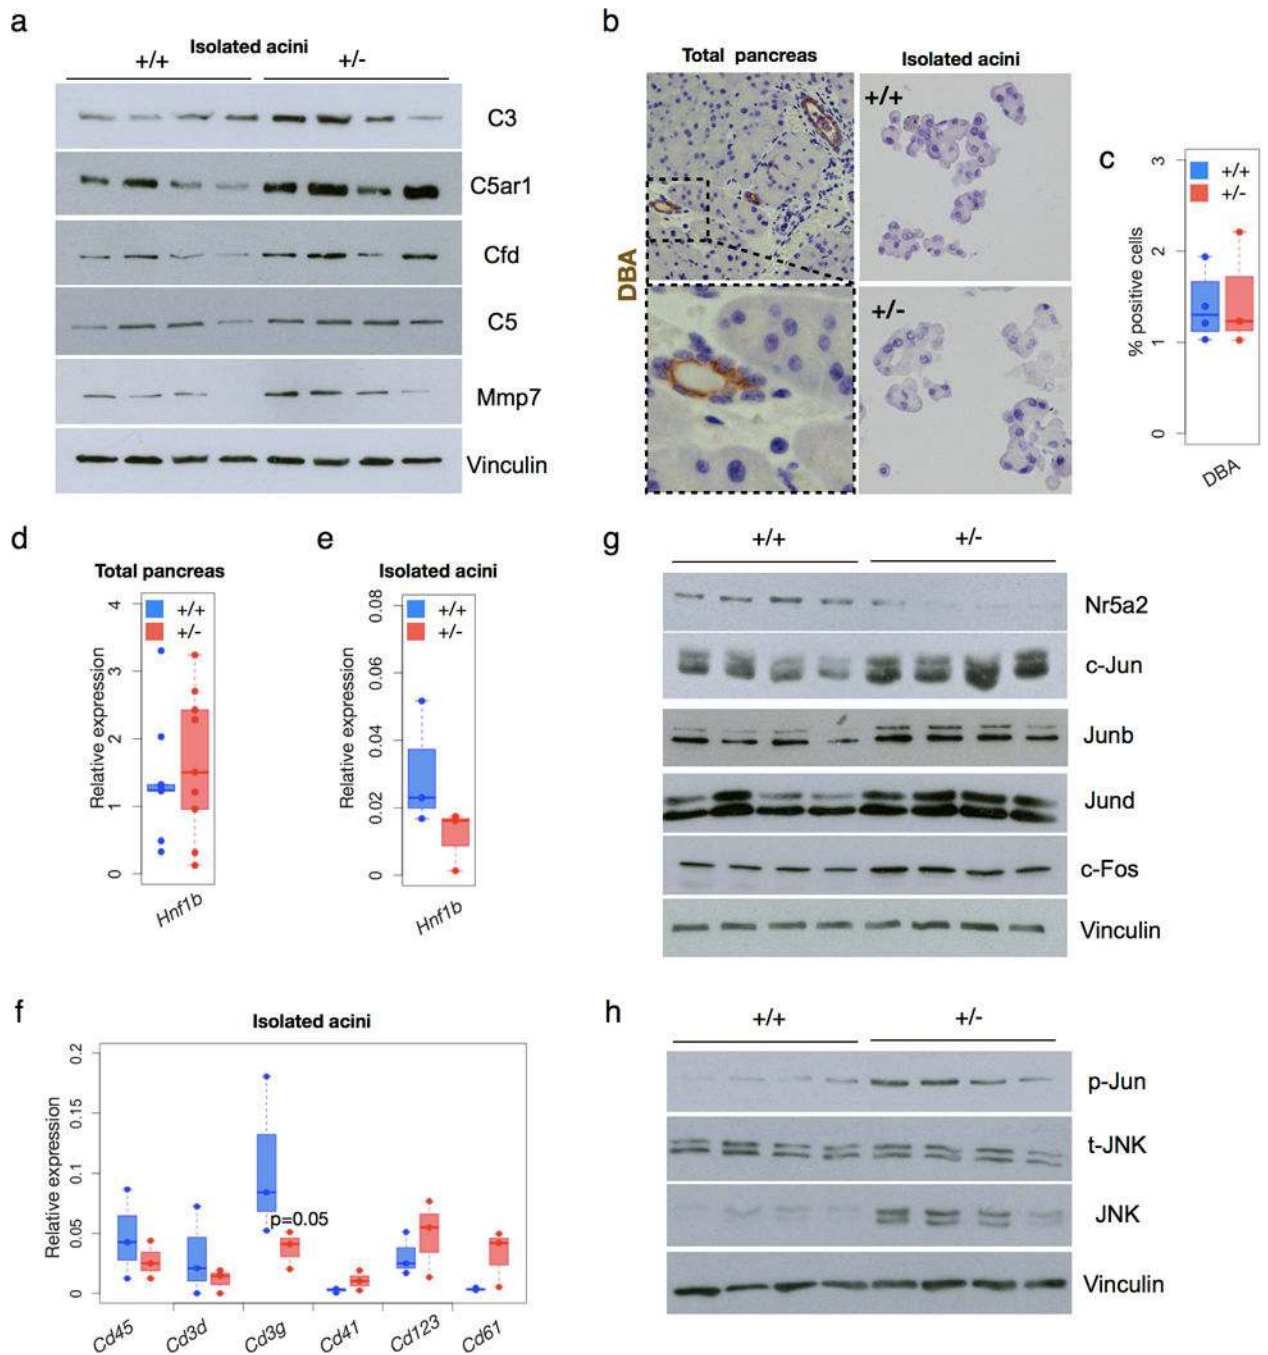 a
Isolated acini
+/+ +/-
C3
C5ar1
Cfd
C5
Mmp7
Vinculin
b
Total pancreas Isolated acini
DBA
+/+
+/-
c
% positive cells
3
2
1
0
+/+
+/-
DBA
d
Total pancreas
Relative expression
4
3
2
1
0
+/+
+/-
Hnf1b
e
Isolated acini
Relative expression
0.08
0.06
0.04
0.02
0
+/+
+/-
Hnf1b
g
+/+ +/-
Nr5a2
c-Jun
Junb
Jund
c-Fos
Vinculin
f
Isolated acini
Relative expression
0.2
0.15
0.1
0.05
0
p=0.05
Cd45 Cd3d Cd3g Cd41 Cd123 Cd61
h
+/+ +/-
p-Jun
t-JNK
JNK
Vinculin